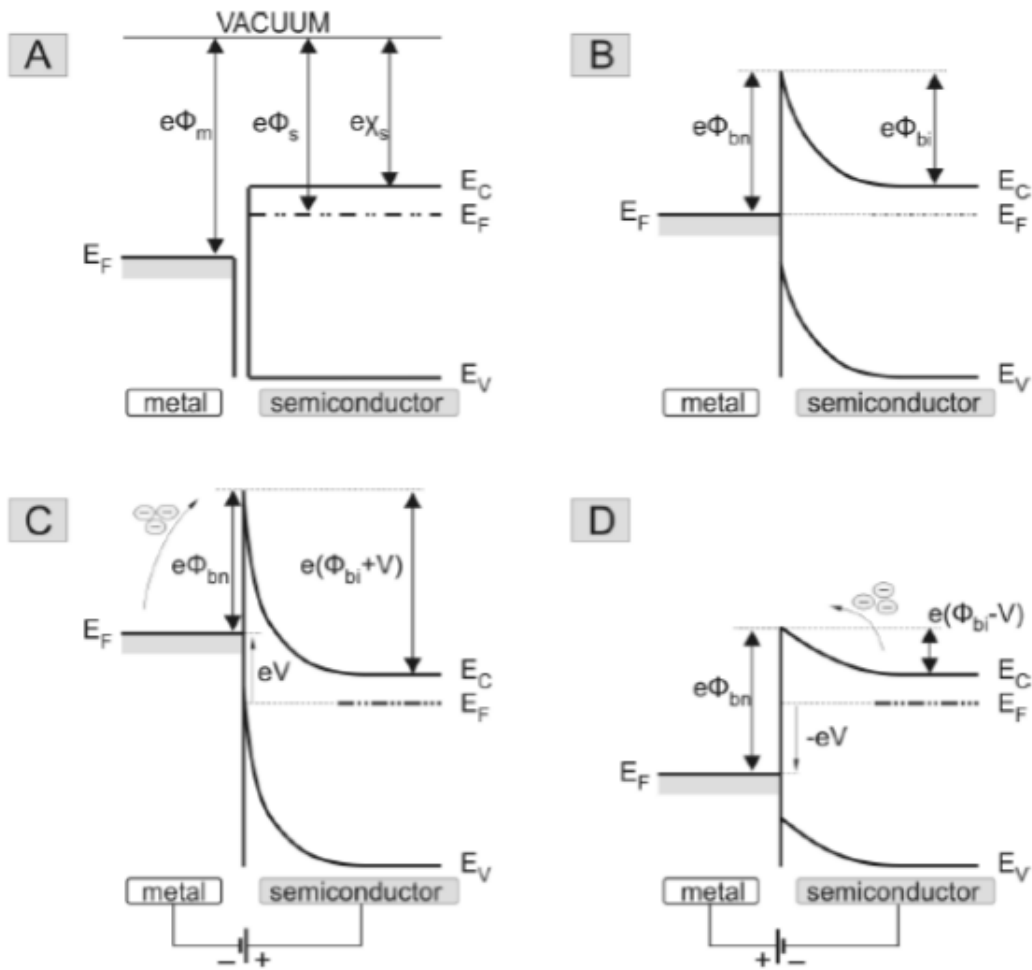 VACUUM
A
eΦm
eΦs
eχs
EC
EF
EF
EV
metal
semiconductor
B
eΦbn
eΦbi
EC
EF
EF
EV
metal
semiconductor
C
eΦbn
e(Φbi+V)
EF
eV
EC
EF
EV
metal
semiconductor
− +
D
e(Φbi-V)
eΦbn
EC
EF
-eV
EF
EV
metal
semiconductor
+ −